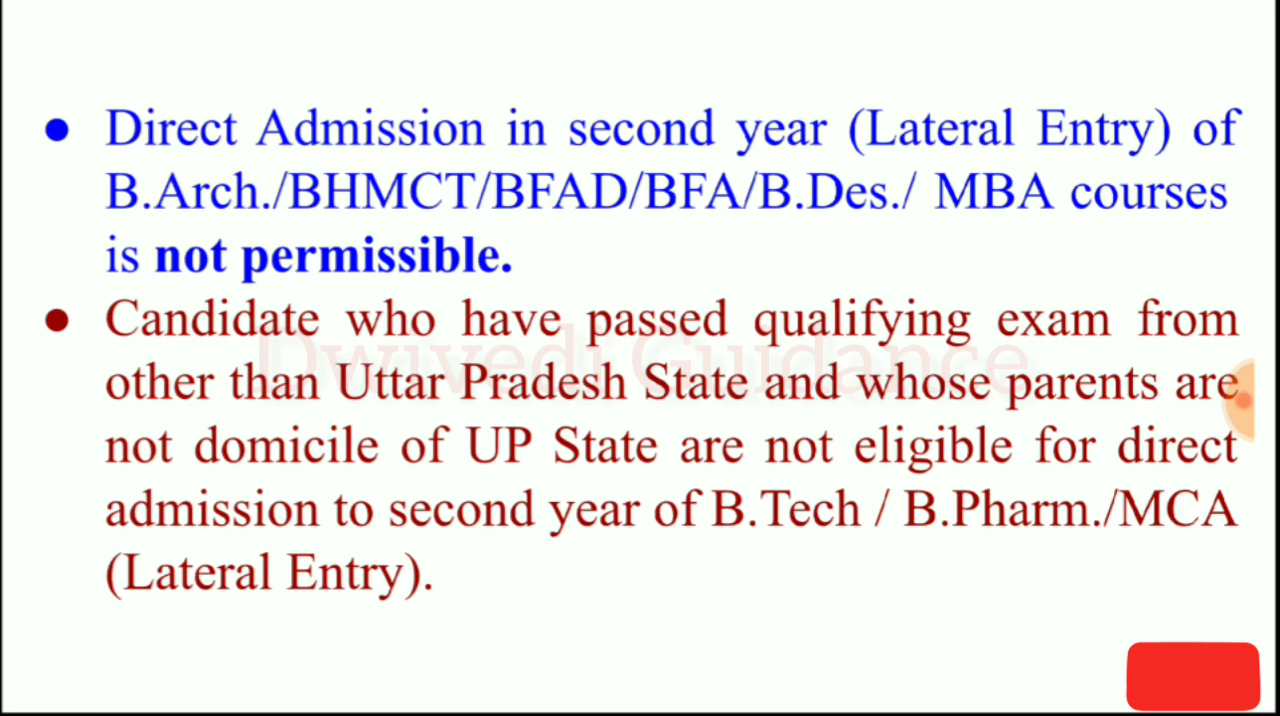 ● Direct Admission in second year (Lateral Entry) of
B.Arch./BHMCT/BFAD/BFA/B.Des./ MBA courses
is not permissible.
● Candidate who have passed qualifying exam from
Dwivedi Guidance
other than Uttar Pradesh State and whose parents are
not domicile of UP State are not eligible for direct
admission to second year of B.Tech / B.Pharm./MCA
(Lateral Entry).